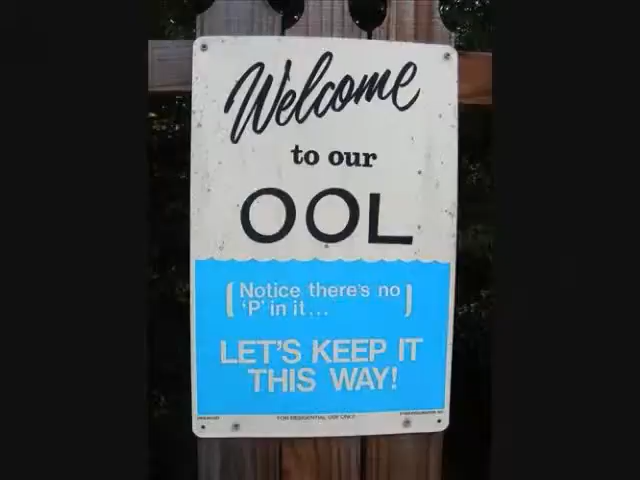 Welcome
to our
OOL
(Notice there's no
'P' in it...)
LET'S KEEP IT
THIS WAY!
FOR RESIDENTIAL USE ONLY